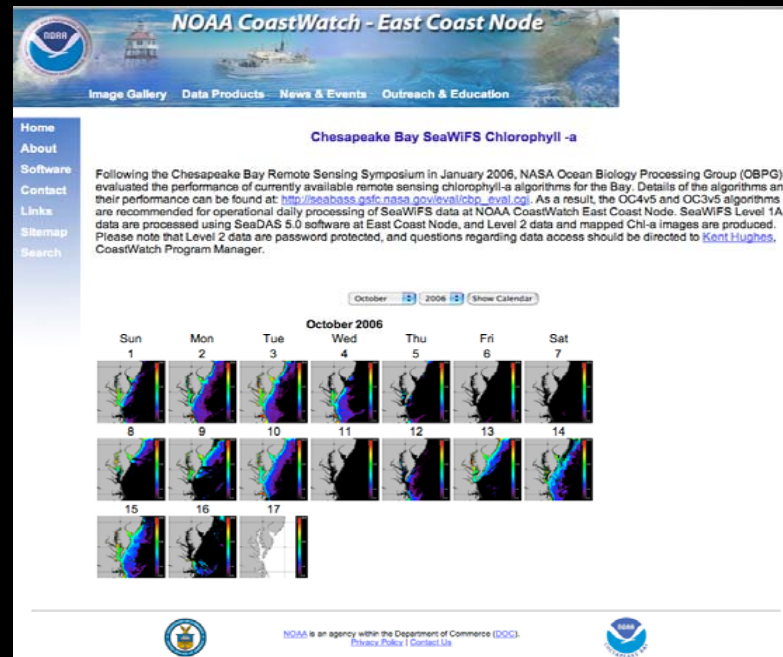 NOAA
NOAA CoastWatch - East Coast Node
Image Gallery Data Products News & Events Outreach & Education
Home
About
Software
Contact
Links
Sitemap
Search
Chesapeake Bay SeaWiFS Chlorophyll -a
Following the Chesapeake Bay Remote Sensing Symposium in January 2006, NASA Ocean Biology Processing Group (OBPG)
evaluated the performance of currently available remote sensing chlorophyll-a algorithms for the Bay. Details of the algorithms an
their performance can be found at: http://seabass.gsfc.nasa.gov/eval/cbp_eval.cgi. As a result, the OC4v5 and OC3v5 algorithms
are recommended for operational daily processing of SeaWiFS data at NOAA CoastWatch East Coast Node. SeaWiFS Level 1A
data are processed using SeaDAS 5.0 software at East Coast Node, and Level 2 data and mapped Chl-a images are produced.
Please note that Level 2 data are password protected, and questions regarding data access should be directed to Kent Hughes,
CoastWatch Program Manager.
October 2006 Show Calendar
October 2006
Sun Mon Tue Wed Thu Fri Sat
1 2 3 4 5 6 7
8 9 10 11 12 13 14
15 16 17
NOAA is an agency within the Department of Commerce (DOC).
Privacy Policy | Contact Us
NOAA
CHESAPEAKE BAY